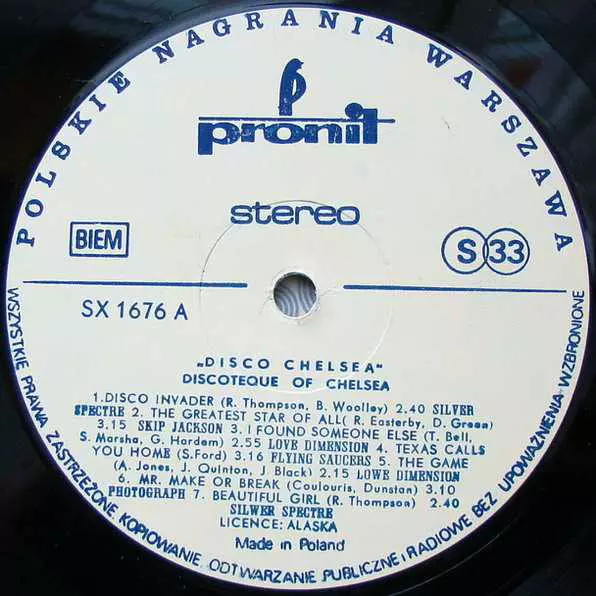 POLSKIE NAGRANIA WARSZAWA
pronit
stereo
BIEM
S 33
SX 1676 A
„DISCO CHELSEA"
DISCOTEQUE OF CHELSEA
1.DISCO INVADER (R. Thompson, B. Woolley) 2.40 SILVER
SPECTRE 2. THE GREATEST STAR OF ALL( R. Easterby, D. Green)
3.15 SKIP JACKSON 3. I FOUND SOMEONE ELSE (T. Bell,
S. Marsha, G. Hordem) 2.55 LOVE DIMENSION 4. TEXAS CALLS
YOU HOME (S.Ford) 3.16 FLYING SAUCERS 5. THE GAME
(A. Jones, J. Quinton, J Black) 2.15 LOWE DIMENSION
6. MR. MAKE OR BREAK (Coulouris, Dunstan) 3.10
PHOTOGRAPH 7. BEAUTIFUL GIRL (R. Thompson) 2.40
SILWER SPECTRE
LICENCE: ALASKA
Made in Poland
WSZYSTKIE PRAWA ZASTRZEŻONE. KOPIOWANIE, ODTWARZANIE PUBLICZNE i RADIOWE BEZ UPOWAŻNIENIA WZBRONIONE